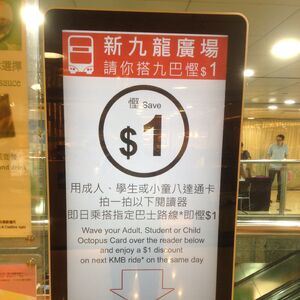 新九龍廣場
請你搭九巴慳$1
慳 Save
$1
用成人、學生或小童八達通卡
拍一拍以下閱讀器
即日乘搭指定巴士路線*即慳$1
Wave your Adult, Student or Child
Octopus Card over the reader below
and enjoy a $1 discount
on next KMB ride* on the same day